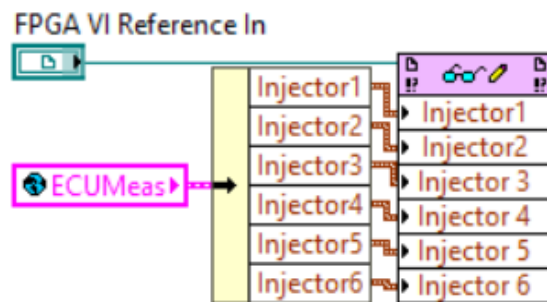 FPGA VI Reference In
Injector1
Injector2
Injector3
Injector4
Injector5
Injector6
ECUMeas
!?
!?
Injector1
Injector2
Injector 3
Injector 4
Injector 5
Injector 6